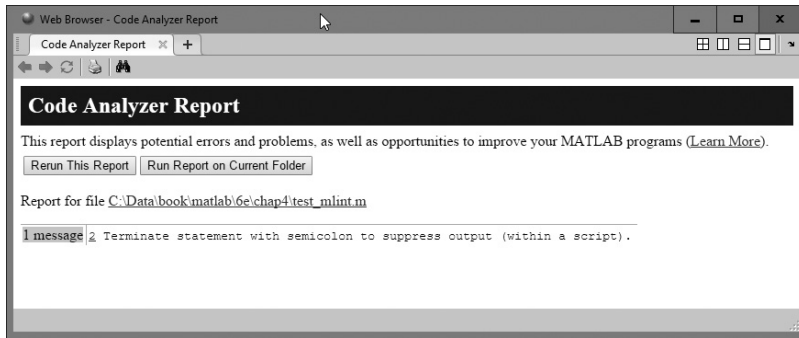 Web Browser - Code Analyzer Report
Code Analyzer Report
Code Analyzer Report
This report displays potential errors and problems, as well as opportunities to improve your MATLAB programs (Learn More).
Rerun This Report Run Report on Current Folder
Report for file C:\Data\book\matlab\6e\chap4\test_mlint.m
1 message 2 Terminate statement with semicolon to suppress output (within a script).